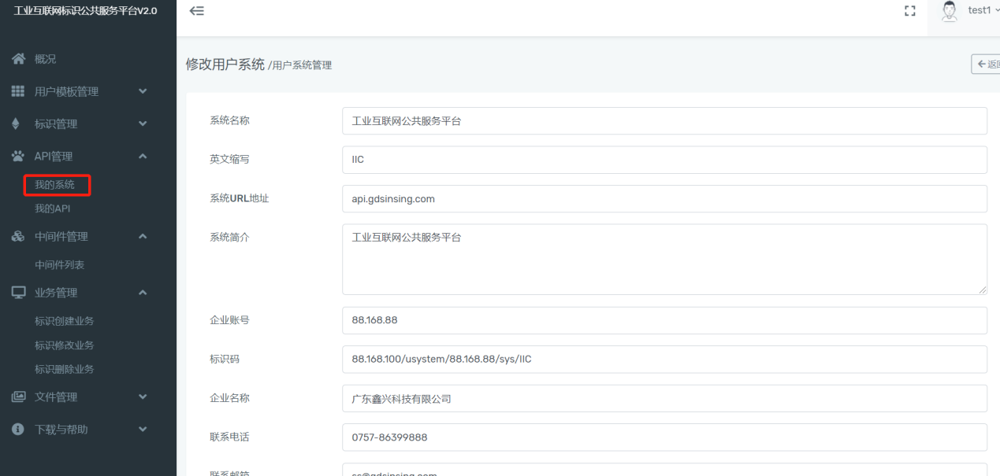 工业互联网标识公共服务平台V2.0
test1
概况
用户模板管理
标识管理
API管理
我的系统
我的API
中间件管理
中间件列表
业务管理
标识创建业务
标识修改业务
标识删除业务
文件管理
下载与帮助
修改用户系统 /用户系统管理
返回
系统名称
工业互联网公共服务平台
英文缩写
IIC
系统URL地址
api.gdsinsing.com
系统简介
工业互联网公共服务平台
企业账号
88.168.88
标识码
88.168.100/usystem/88.168.88/sys/IIC
企业名称
广东鑫兴科技有限公司
联系电话
0757-86399888
联系邮箱
ss@gdsinsing.com